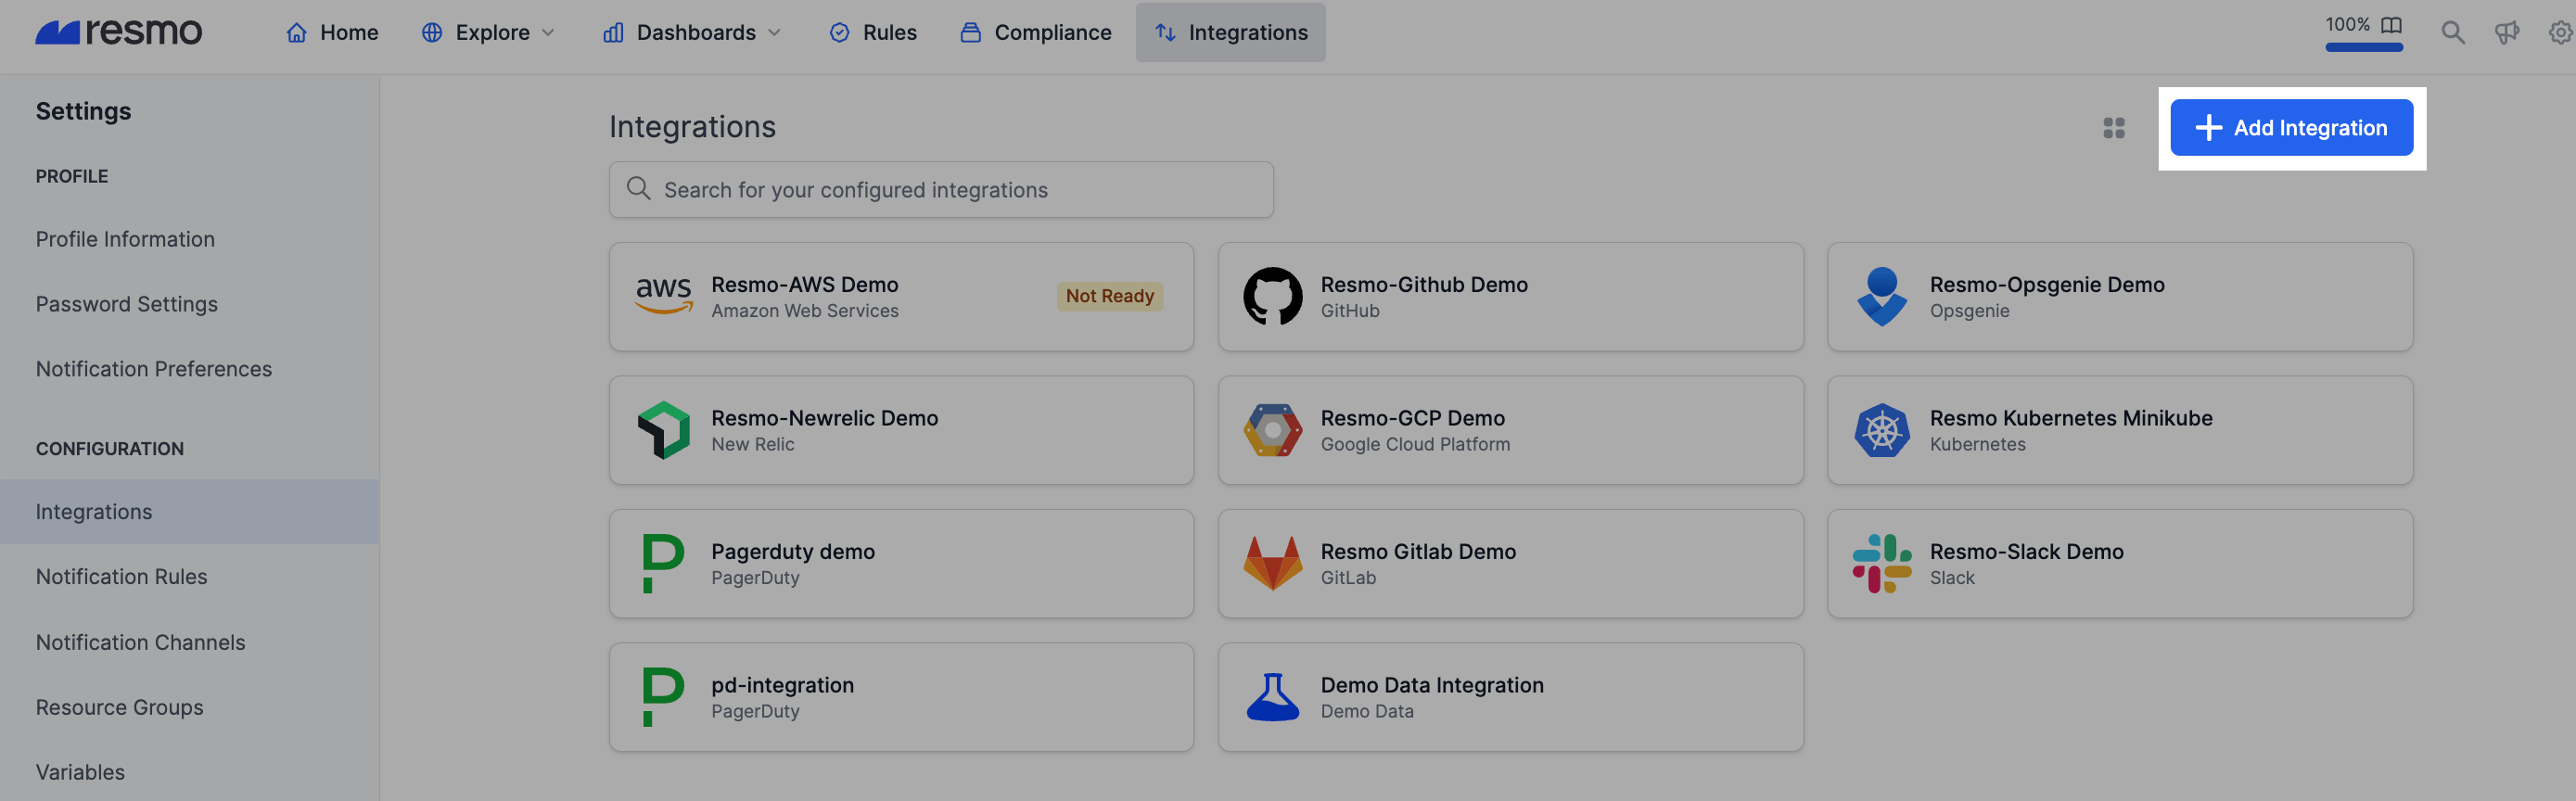 resmo
Home
Explore
Dashboards
Rules
Compliance
Integrations
100%
Settings
PROFILE
Profile Information
Password Settings
Notification Preferences
CONFIGURATION
Integrations
Notification Rules
Notification Channels
Resource Groups
Variables
Integrations
Add Integration
Search for your configured integrations
aws
Resmo-AWS Demo
Amazon Web Services
Not Ready
Resmo-Github Demo
GitHub
Resmo-Opsgenie Demo
Opsgenie
Resmo-Newrelic Demo
New Relic
Resmo-GCP Demo
Google Cloud Platform
Resmo Kubernetes Minikube
Kubernetes
Pagerduty demo
PagerDuty
Resmo Gitlab Demo
GitLab
Resmo-Slack Demo
Slack
pd-integration
PagerDuty
Demo Data Integration
Demo Data